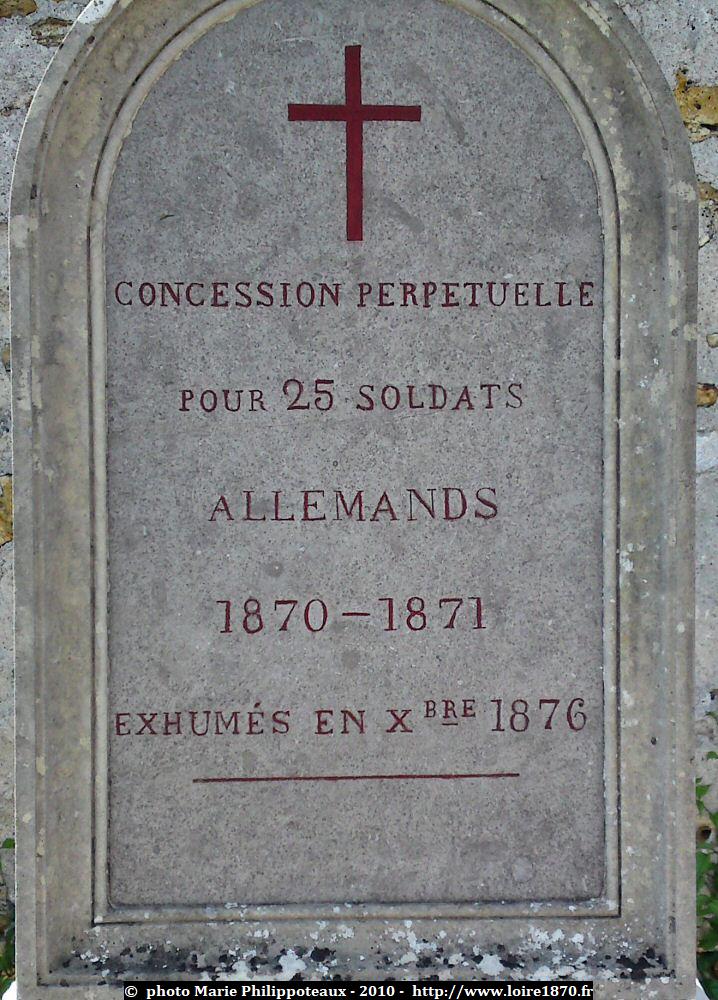 CONCESSION PERPETUELLE
POUR 25 SOLDATS
ALLEMANDS
1870-1871
EXHUMÉS EN XBRE 1876
© photo Marie Philippoteaux - 2010 - http://www.loire1870.fr